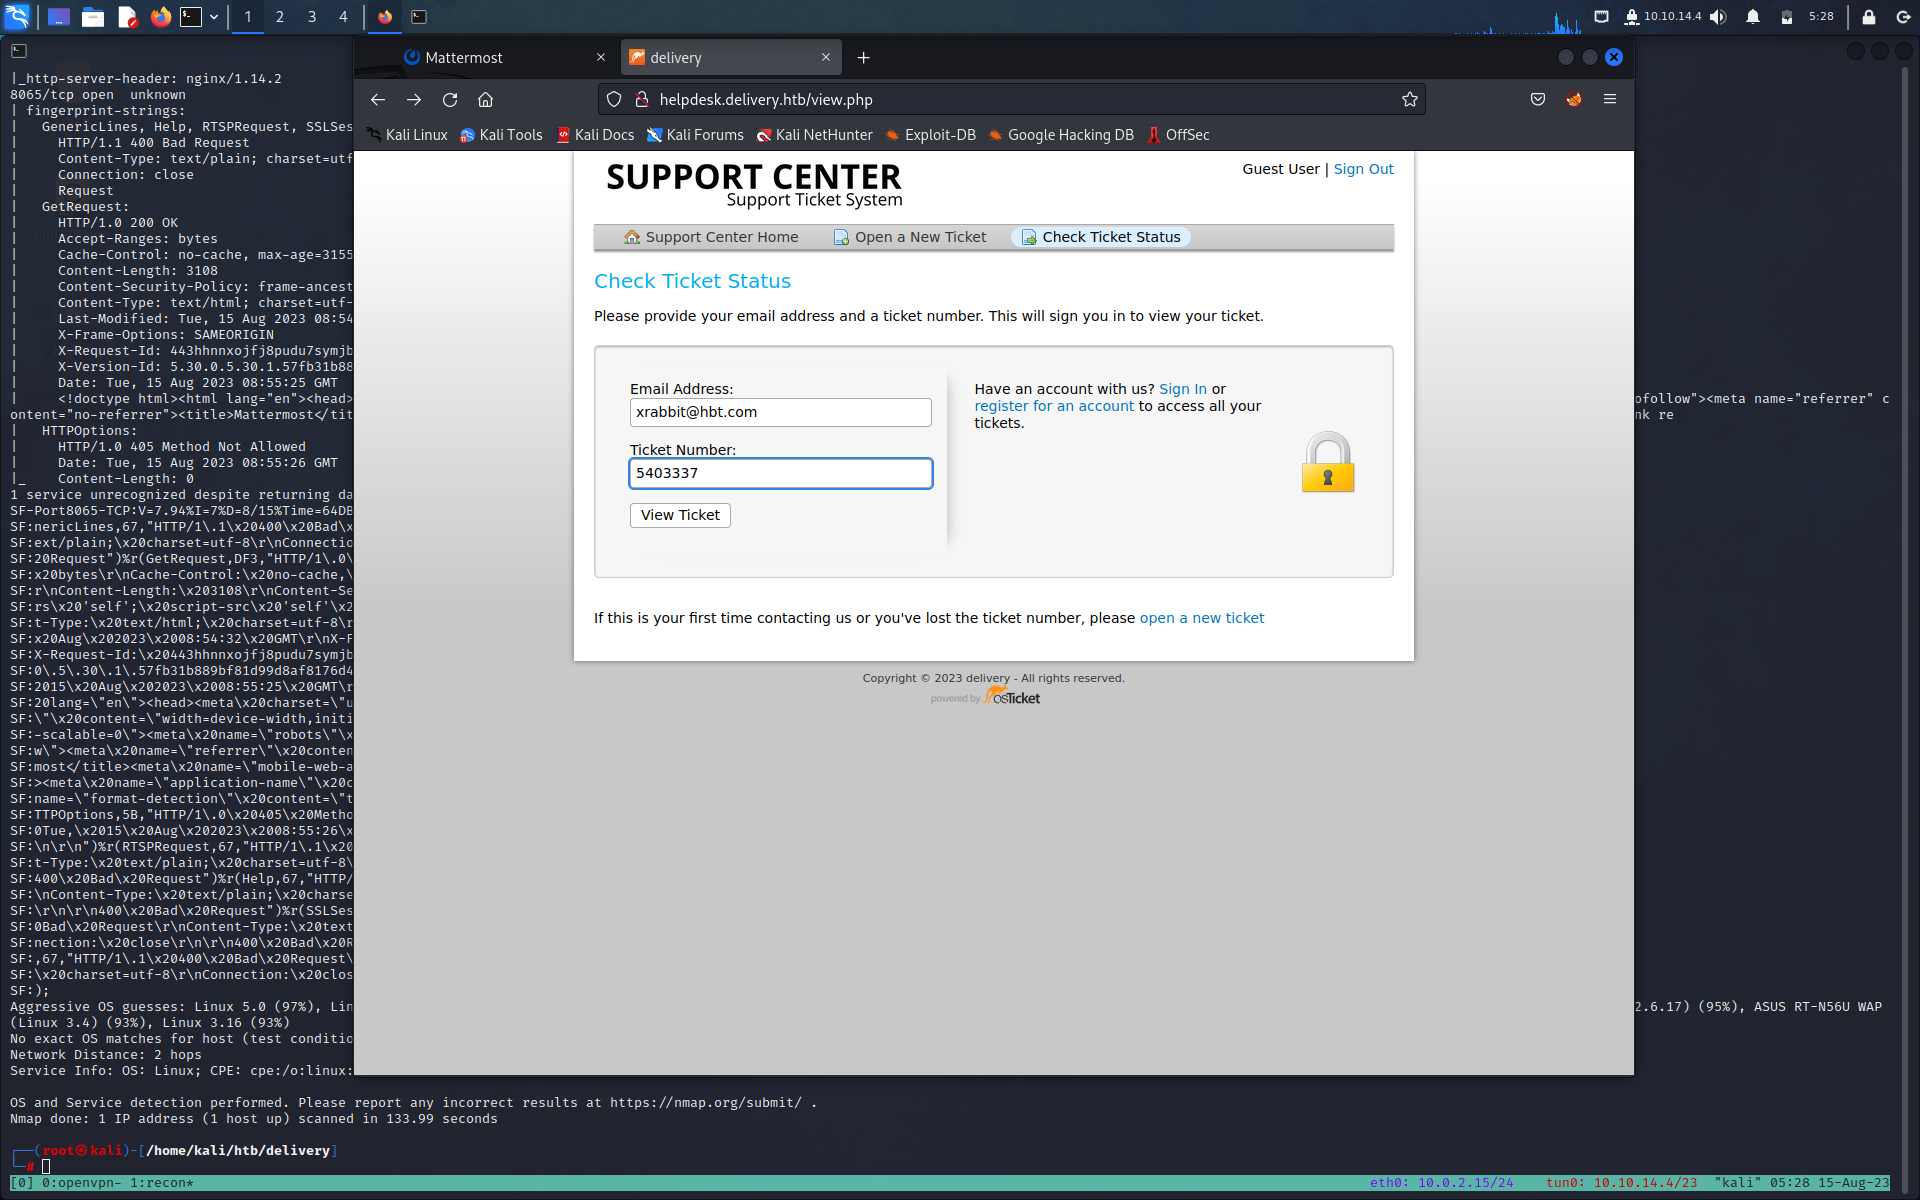 1 2 3 4
10.10.14.4
5:28
Mattermost
delivery
helpdesk.delivery.htb/view.php
Kali Linux
Kali Tools
Kali Docs
Kali Forums
Kali NetHunter
Exploit-DB
Google Hacking DB
OffSec
SUPPORT CENTER
Support Ticket System
Guest User | Sign Out
Support Center Home
Open a New Ticket
Check Ticket Status
Check Ticket Status
Please provide your email address and a ticket number. This will sign you in to view your ticket.
Email Address:
xrabbit@hbt.com
Ticket Number:
5403337
View Ticket
Have an account with us? Sign In or
register for an account to access all your
tickets.
If this is your first time contacting us or you've lost the ticket number, please open a new ticket
Copyright © 2023 delivery - All rights reserved.
powered by osTicket
|_http-server-header: nginx/1.14.2
8065/tcp open  unknown
| fingerprint-strings:
|   GenericLines, Help, RTSPRequest, SSLSes
|     HTTP/1.1 400 Bad Request
|     Content-Type: text/plain; charset=utf
|     Connection: close
|     Request
|   GetRequest:
|     HTTP/1.0 200 OK
|     Accept-Ranges: bytes
|     Cache-Control: no-cache, max-age=3155
|     Content-Length: 3108
|     Content-Security-Policy: frame-ancest
|     Content-Type: text/html; charset=utf-
|     Last-Modified: Tue, 15 Aug 2023 08:54
|     X-Frame-Options: SAMEORIGIN
|     X-Request-Id: 443hhnnxojfj8pudu7symjb
|     X-Version-Id: 5.30.0.5.30.1.57fb31b88
|     Date: Tue, 15 Aug 2023 08:55:25 GMT
|     <!doctype html><html lang="en"><head> ofollow"><meta name="referrer" c
ontent="no-referrer"><title>Mattermost</tit nk re
|   HTTPOptions:
|     HTTP/1.0 405 Method Not Allowed
|     Date: Tue, 15 Aug 2023 08:55:26 GMT
|_    Content-Length: 0
1 service unrecognized despite returning da
SF-Port8065-TCP:V=7.94%I=7%D=8/15%Time=64DB
SF:nericLines,67,"HTTP/1\.1\x20400\x20Bad\x
SF:ext/plain;\x20charset=utf-8\r\nConnectio
SF:20Request")%r(GetRequest,DF3,"HTTP/1\.0\
SF:x20bytes\r\nCache-Control:\x20no-cache,\
SF:r\nContent-Length:\x203108\r\nContent-Se
SF:rs\x20'self';\x20script-src\x20'self'\x2
SF:t-Type:\x20text/html;\x20charset=utf-8\r
SF:x20Aug\x202023\x2008:54:32\x20GMT\r\nX-F
SF:X-Request-Id:\x20443hhnnxojfj8pudu7symjb
SF:0\.5\.30\.1\.57fb31b889bf81d99d8af8176d4
SF:2015\x20Aug\x202023\x2008:55:25\x20GMT\r
SF:20lang=\"en\"><head><meta\x20charset=\"u
SF:\"\x20content=\"width=device-width,initi
SF:-scalable=0\"><meta\x20name=\"robots\"\x
SF:w\"><meta\x20name=\"referrer\"\x20conten
SF:most</title><meta\x20name=\"mobile-web-a
SF:><meta\x20name=\"application-name\"\x20c
SF:name=\"format-detection\"\x20content=\"t
SF:TTPOptions,5B,"HTTP/1\.0\x20405\x20Metho
SF:0Tue,\x2015\x20Aug\x202023\x2008:55:26\x
SF:\n\r\n")%r(RTSPRequest,67,"HTTP/1\.1\x20
SF:t-Type:\x20text/plain;\x20charset=utf-8\
SF:400\x20Bad\x20Request")%r(Help,67,"HTTP/
SF:\nContent-Type:\x20text/plain;\x20charse
SF:\r\n\r\n400\x20Bad\x20Request")%r(SSLSes
SF:0Bad\x20Request\r\nContent-Type:\x20text
SF:nection:\x20close\r\n\r\n400\x20Bad\x20R
SF:,67,"HTTP/1\.1\x20400\x20Bad\x20Request\
SF:\x20charset=utf-8\r\nConnection:\x20clos
SF:);
Aggressive OS guesses: Linux 5.0 (97%), Lin 2.6.17) (95%), ASUS RT-N56U WAP
(Linux 3.4) (93%), Linux 3.16 (93%)
No exact OS matches for host (test conditio
Network Distance: 2 hops
Service Info: OS: Linux; CPE: cpe:/o:linux:
OS and Service detection performed. Please report any incorrect results at https://nmap.org/submit/ .
Nmap done: 1 IP address (1 host up) scanned in 133.99 seconds
┌──(root㉿kali)-[/home/kali/htb/delivery]
└─#
[0] 0:openvpn- 1:recon* eth0: 10.0.2.15/24 tun0: 10.10.14.4/23 "kali" 05:28 15-Aug-23